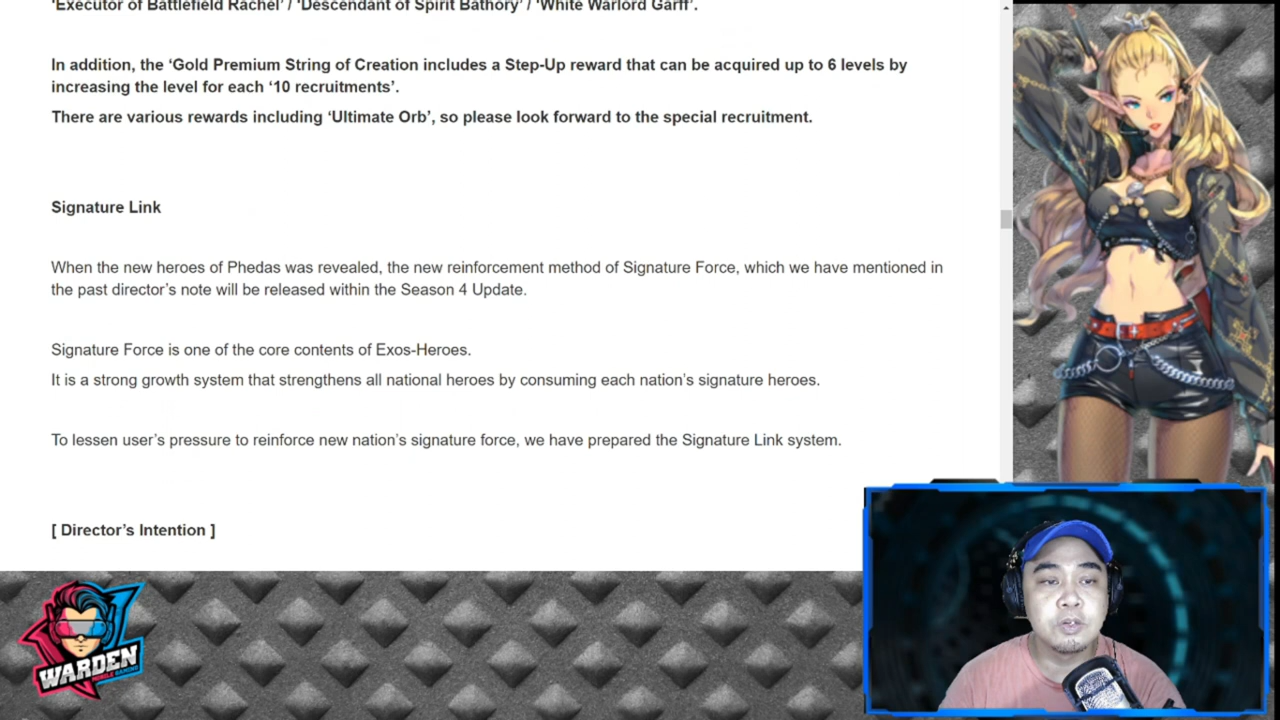 ‘Executor of Battlefield Rachel’ / ‘Descendant of Spirit Bathory’ / ‘White Warlord Garff’.
In addition, the ‘Gold Premium String of Creation includes a Step-Up reward that can be acquired up to 6 levels by
increasing the level for each ‘10 recruitments’.
There are various rewards including ‘Ultimate Orb’, so please look forward to the special recruitment.
Signature Link
When the new heroes of Phedas was revealed, the new reinforcement method of Signature Force, which we have mentioned in
the past director’s note will be released within the Season 4 Update.
Signature Force is one of the core contents of Exos-Heroes.
It is a strong growth system that strengthens all national heroes by consuming each nation’s signature heroes.
To lessen user’s pressure to reinforce new nation’s signature force, we have prepared the Signature Link system.
[ Director’s Intention ]
WARDEN
MOBILE GAMING